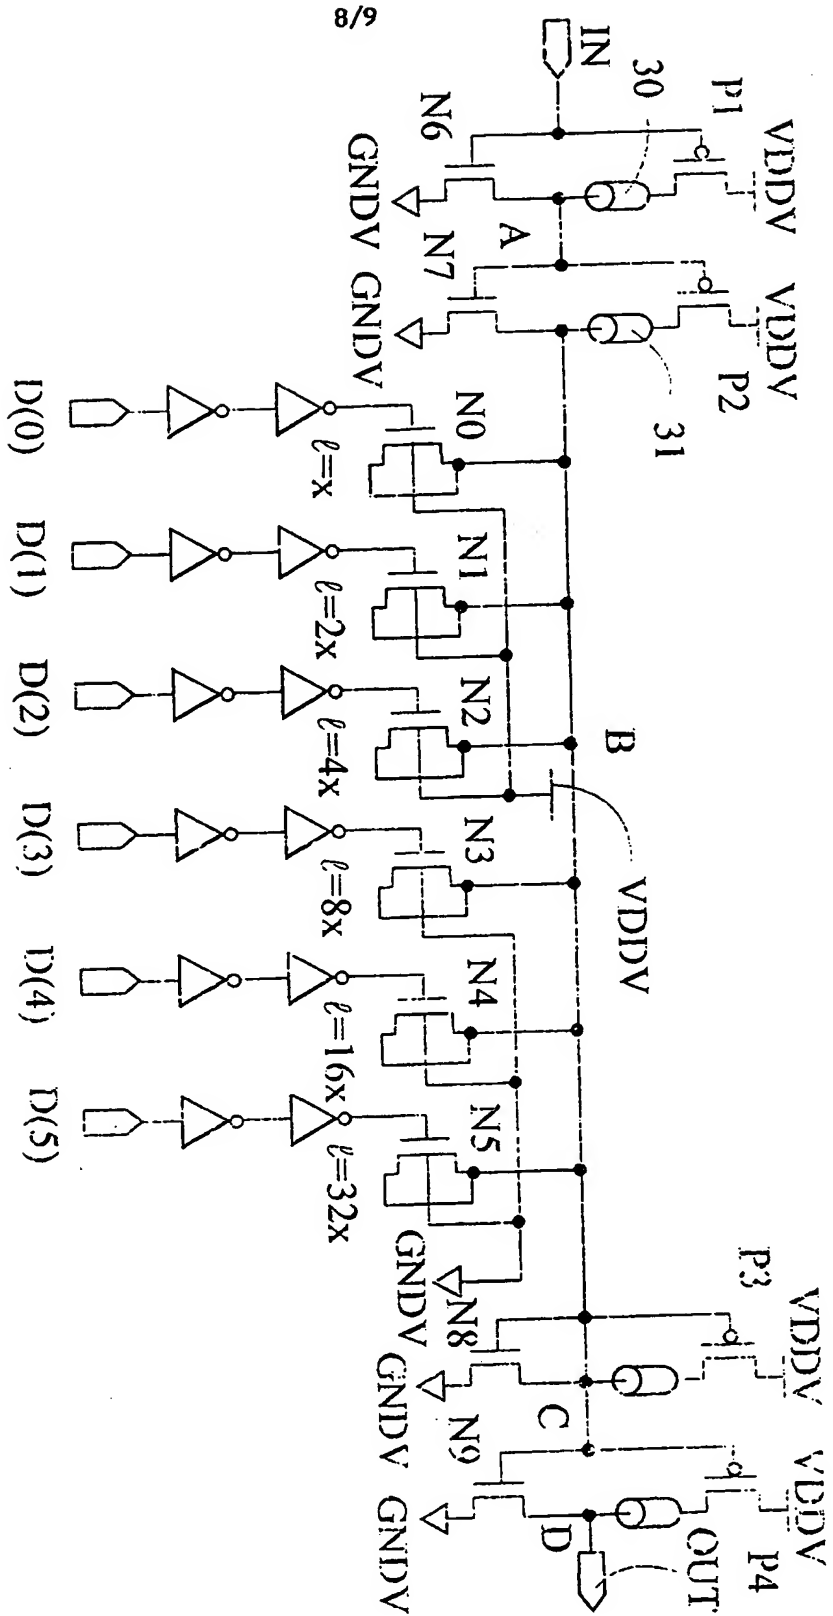 8/9
IN
30
P1
VDDV
N6
GNDV
A
N7
GNDV
VDDV
P2
31
D(0)
ℓ=x
N0
D(1)
ℓ=2x
N1
D(2)
ℓ=4x
N2
B
VDDV
D(3)
ℓ=8x
N3
D(4)
ℓ=16x
N4
D(5)
ℓ=32x
N5
GNDV
N8
GNDV
P3
VDDV
C
N9
GNDV
VDDV
P4
D
OUT